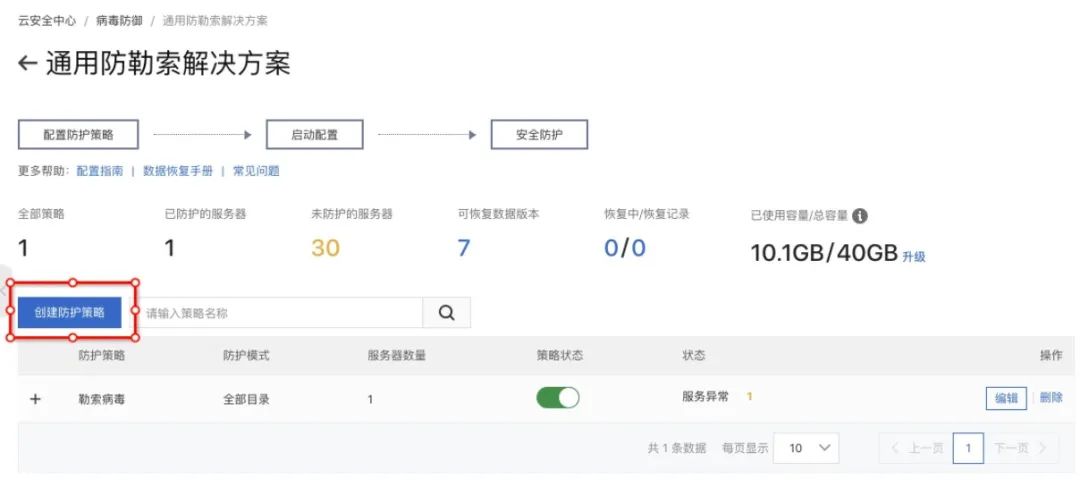 云安全中心 / 病毒防御 / 通用防勒索解决方案
← 通用防勒索解决方案
配置防护策略 启动配置 安全防护
更多帮助: 配置指南 | 数据恢复手册 | 常见问题
全部策略 已防护的服务器 未防护的服务器 可恢复数据版本 恢复中/恢复记录 已使用容量/总容量
1 1 30 7 0/0 10.1GB/40GB 升级
创建防护策略 请输入策略名称
防护策略 防护模式 服务器数量 策略状态 状态 操作
+ 勒索病毒 全部目录 1 服务异常 1 编辑 | 删除
共 1 条数据 每页显示 10 < 上一页 1 下一页 >